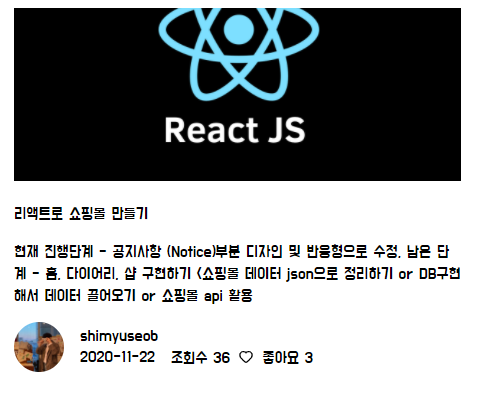 React JS
리액트로 쇼핑몰 만들기
현재 진행단계 - 공지사항 (Notice)부분 디자인 및 반응형으로 수정, 남은 단
계 - 홈, 다이어리, 샵 구현하기 (쇼핑몰 데이터 json으로 정리하기 or DB구현
해서 데이터 끌어오기 or 쇼핑몰 api 활용
shimyuseob
2020-11-22 조회수 36 ♡ 좋아요 3